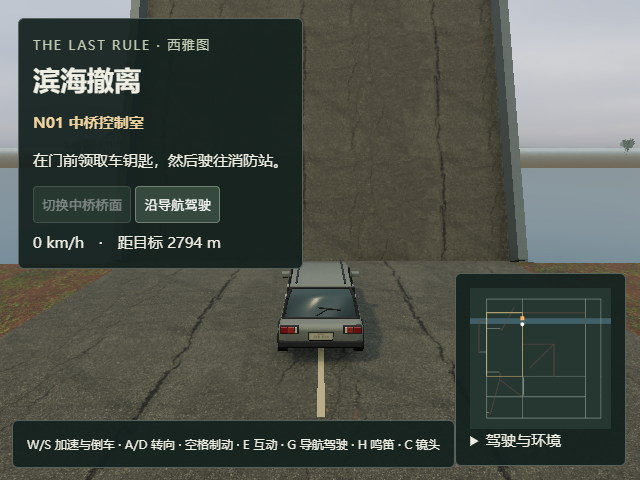 THE LAST RULE · 西雅图
滨海撤离
N01 中桥控制室
在门前领取车钥匙，然后驶往消防站。
切换中桥桥面 沿导航驾驶
0 km/h · 距目标 2794 m
W/S 加速与倒车 · A/D 转向 · 空格制动 · E 互动 · G 导航驾驶 · H 鸣笛 · C 镜头
▶ 驾驶与环境